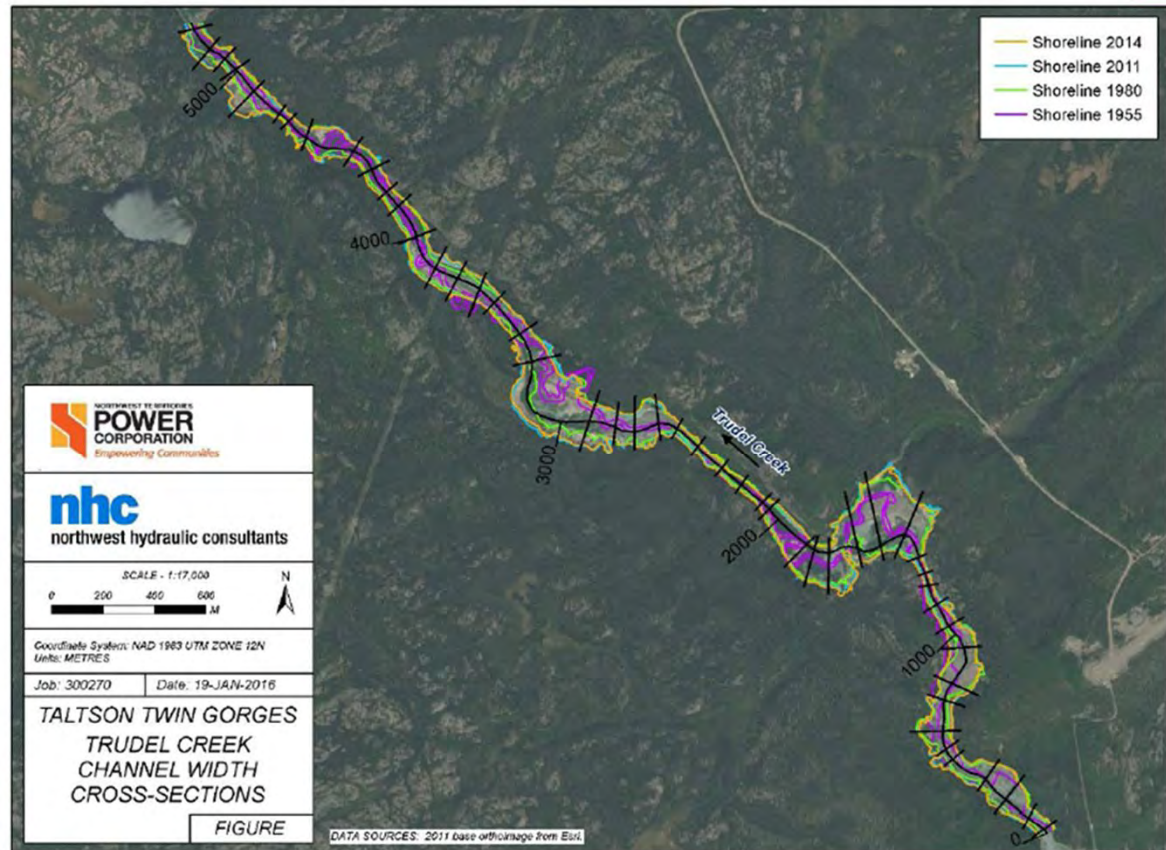 Shoreline 2014
Shoreline 2011
Shoreline 1980
Shoreline 1955
5000
4000
3000
Trudel Creek
2000
1000
0
NORTHWEST TERRITORIES
POWER
CORPORATION
Empowering Communities
nhc
northwest hydraulic consultants
SCALE - 1:17,000
N
0 200 400 600
M
Coordinate System: NAD 1983 UTM ZONE 12N
Units: METRES
Job: 300270 Date: 19-JAN-2016
TALTSON TWIN GORGES
TRUDEL CREEK
CHANNEL WIDTH
CROSS-SECTIONS
FIGURE
DATA SOURCES: 2011 base orthoimage from Esri.